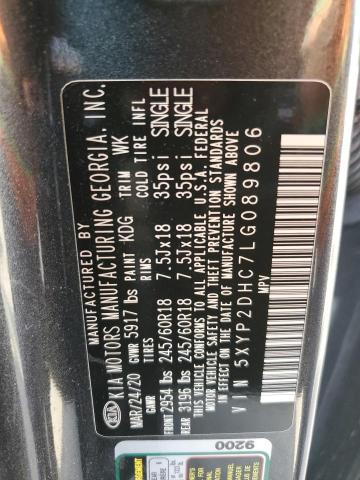 MANUFACTURED BY
KIA KIA MOTORS MANUFACTURING GEORGIA, INC.
MAR/24/20 GVWR 5917 lbs PAINT KDG TRIM WK
GAWR TIRES RIMS COLD TIRE INFL
FRONT 2954 lbs 245/60R18 7.5JX18 35psi SINGLE
REAR 3196 lbs 245/60R18 7.5JX18 35psi SINGLE
THIS VEHICLE CONFORMS TO ALL APPLICABLE U.S.A. FEDERAL
MOTOR VEHICLE SAFETY AND THEFT PREVENTION STANDARDS
IN EFFECT ON THE DATE OF MANUFACTURE SHOWN ABOVE
VIN 5XYP2DHC7LG089806
MPV
9200